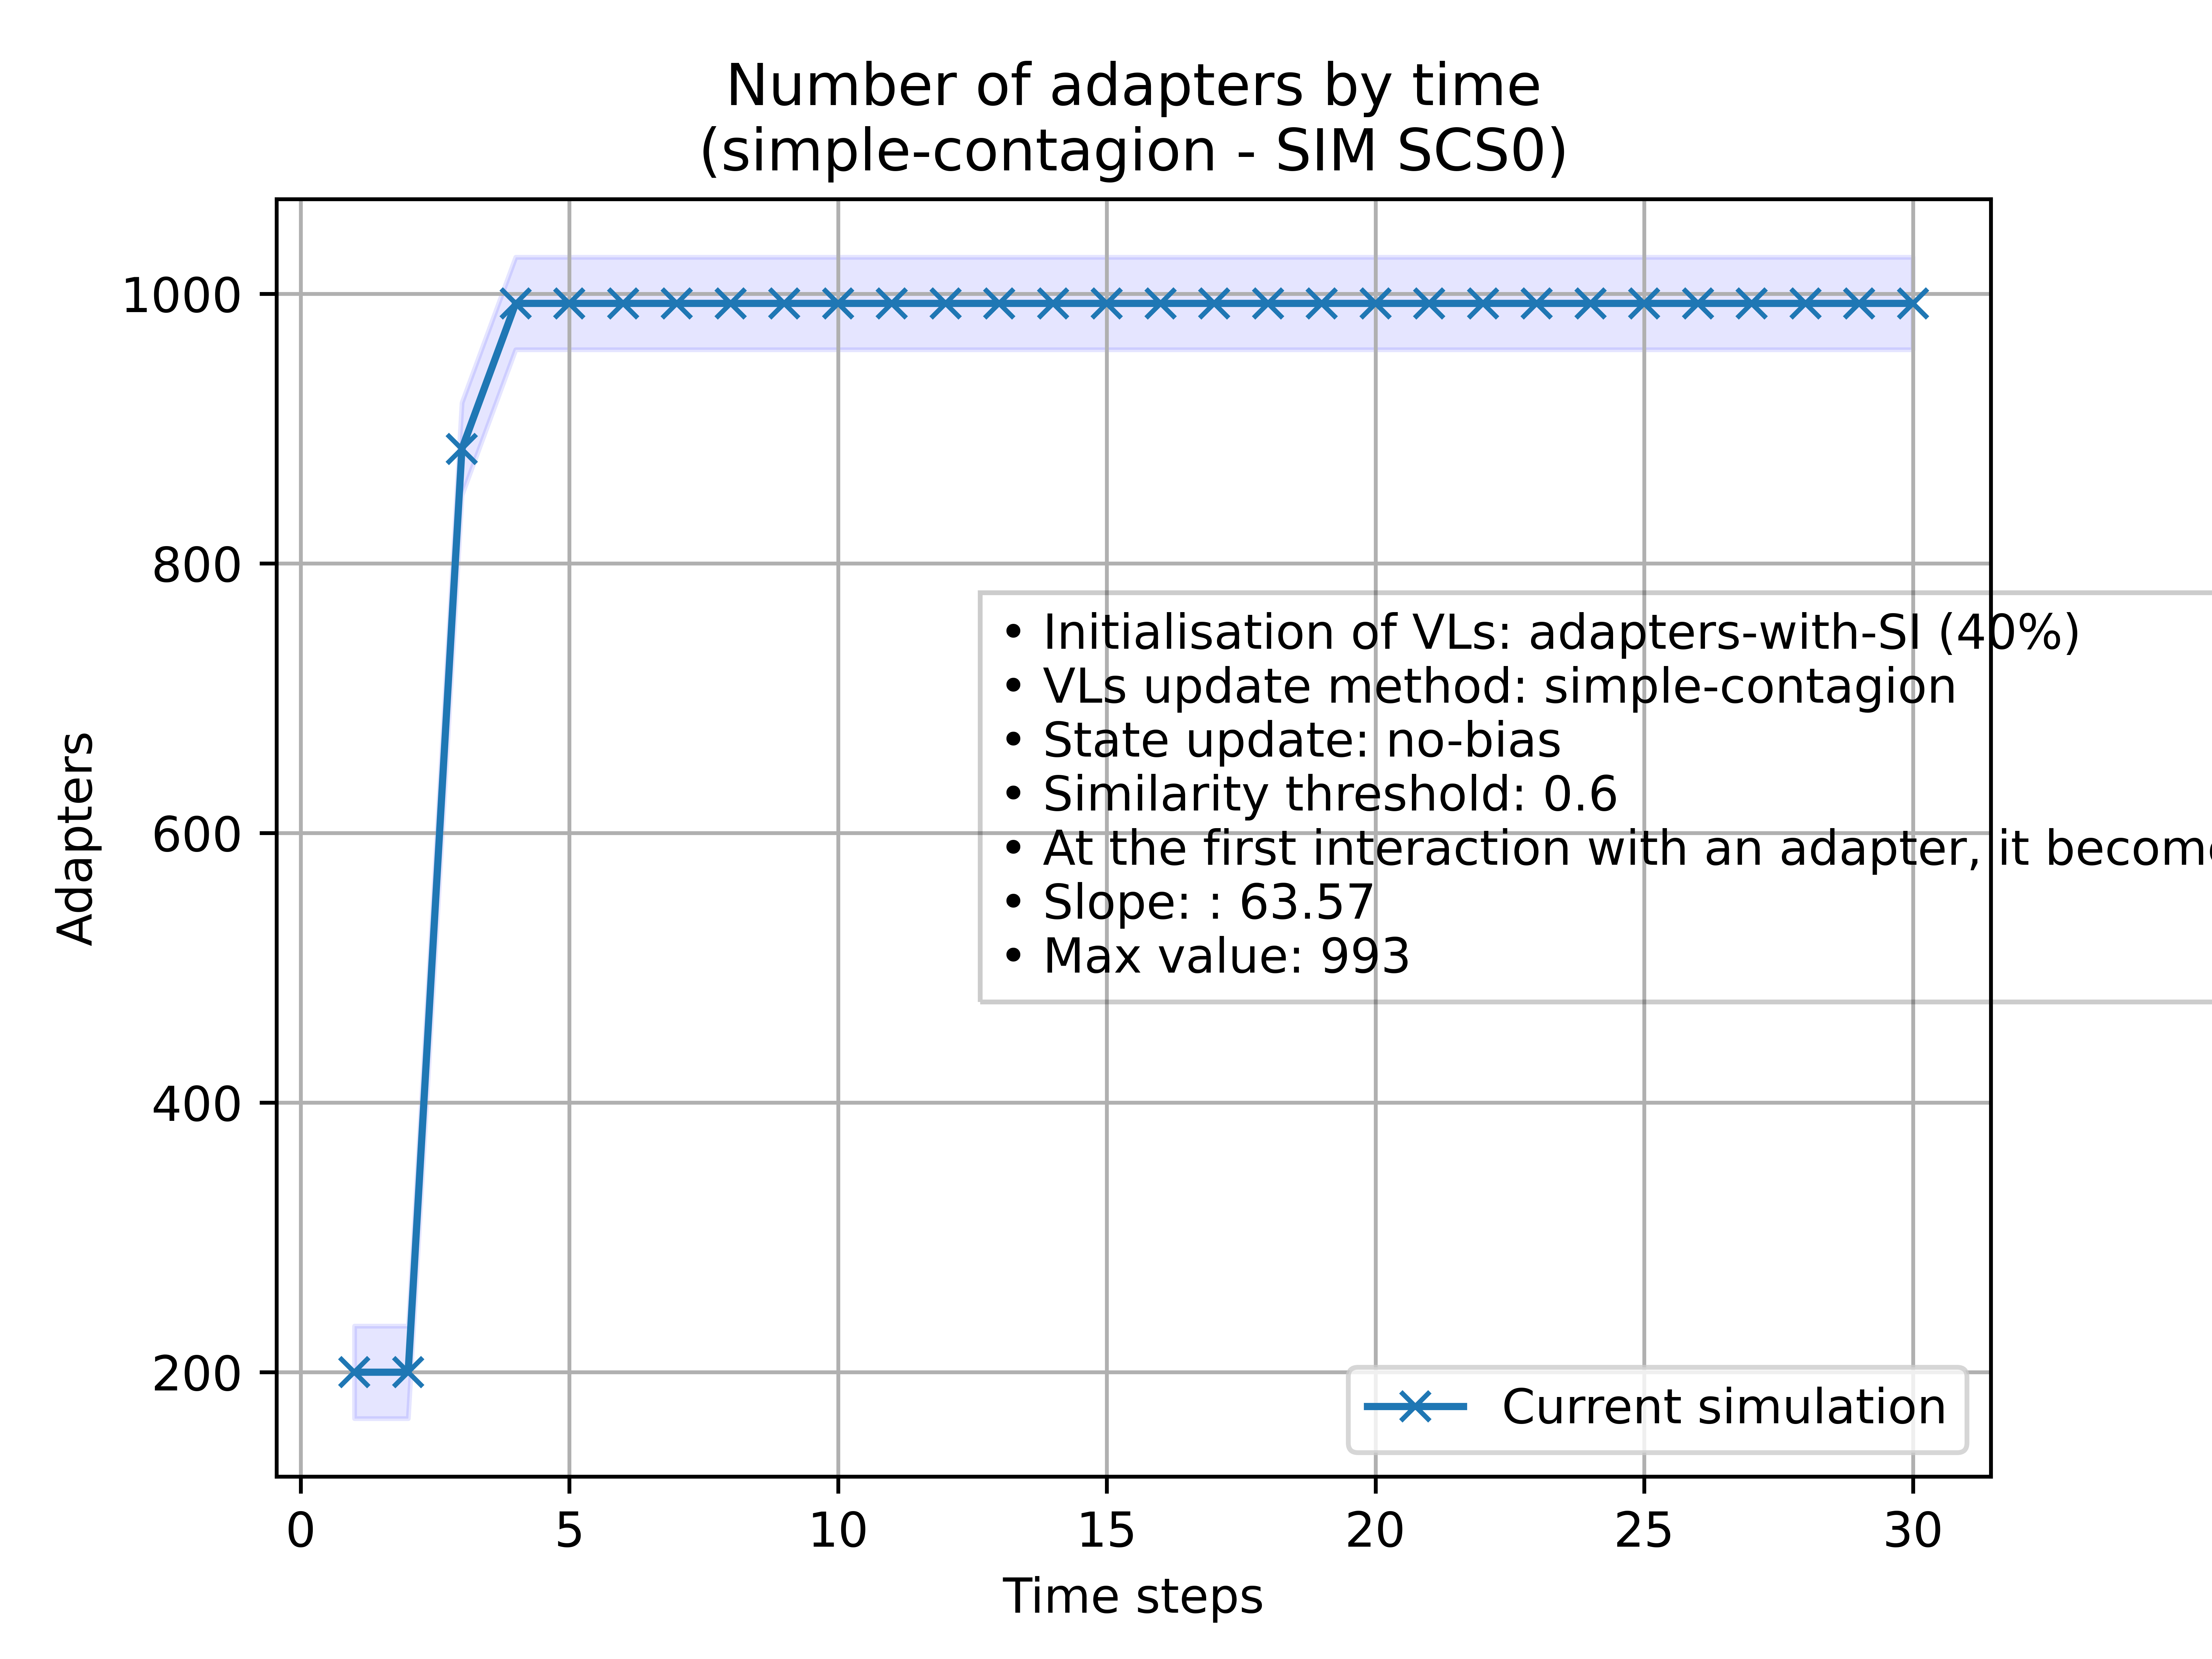 Number of adapters by time
(simple-contagion - SIM SCS0)
1000
800
600
400
200
Adapters
• Initialisation of VLs: adapters-with-SI (40%)
• VLs update method: simple-contagion
• State update: no-bias
• Similarity threshold: 0.6
• At the first interaction with an adapter, it
• Slope: : 63.57
• Max value: 993
Current simulation
0 5 10 15 20 25 30
Time steps